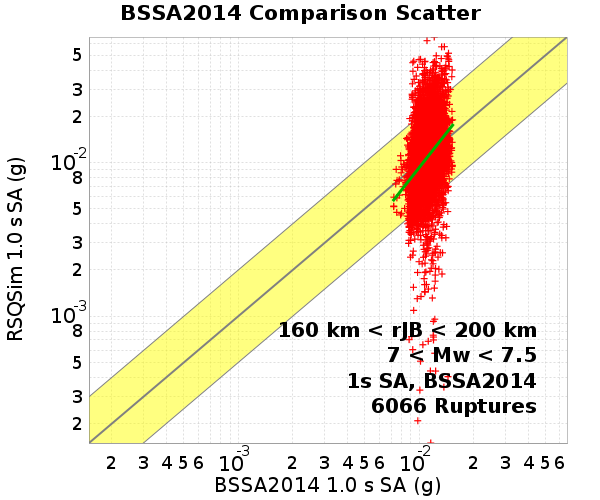 BSSA2014 Comparison Scatter
RSQSim 1.0 s SA (g)
5
3
2
10-2
8
5
3
2
10-3
8
5
3
2
160 km < rJB < 200 km
7 < Mw < 7.5
1s SA, BSSA2014
6066 Ruptures
2 3 4 5 6 10-3 2 3 4 5 6 10-2 2 3 4 5 6
BSSA2014 1.0 s SA (g)